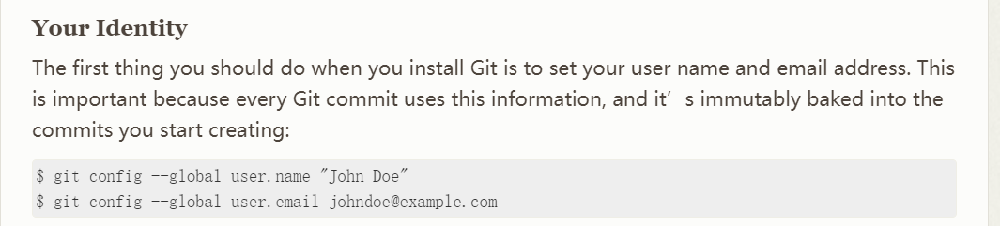 Your Identity
The first thing you should do when you install Git is to set your user name and email address. This
is important because every Git commit uses this information, and it’s immutably baked into the
commits you start creating:
$ git config --global user.name "John Doe"
$ git config --global user.email johndoe@example.com